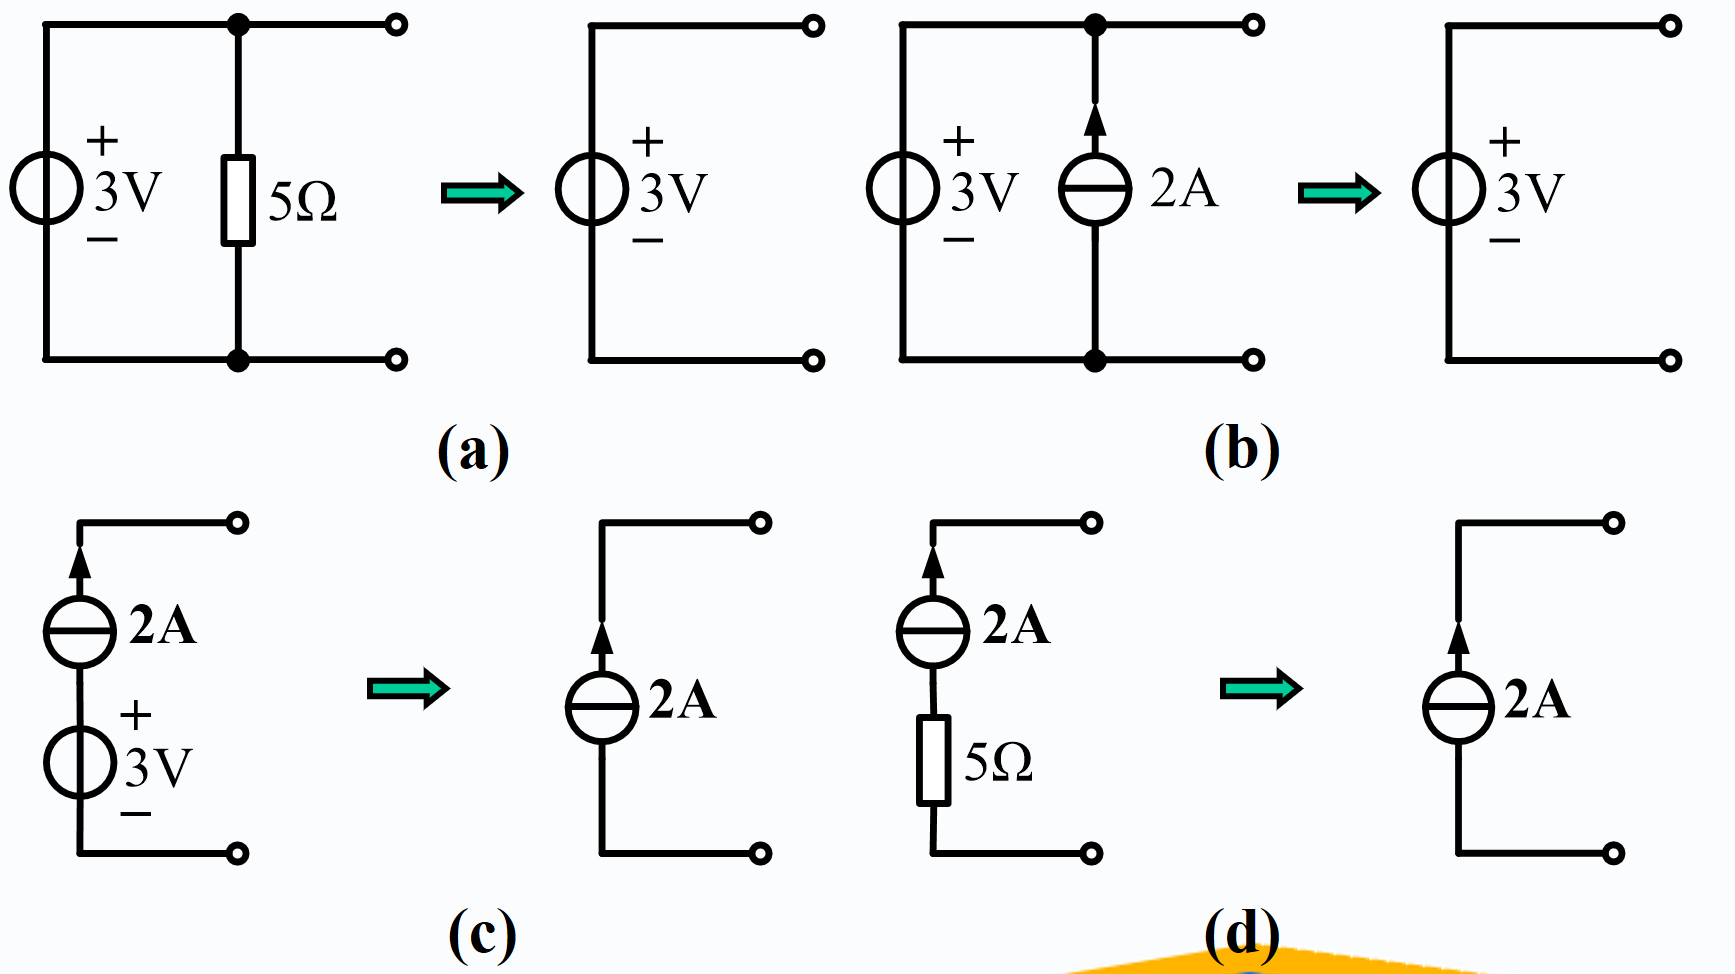 + + + +
3V 5Ω 3V 3V 2A 3V
− − − −
(a) (b)
2A 2A 2A 2A
+
3V 5Ω
−
(c) (d)